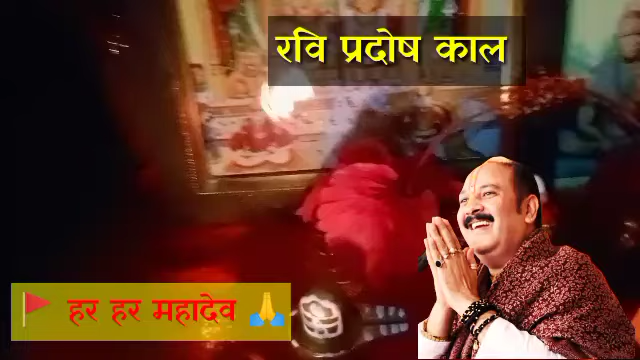 रवि प्रदोष काल
🚩 हर हर महादेव 🙏